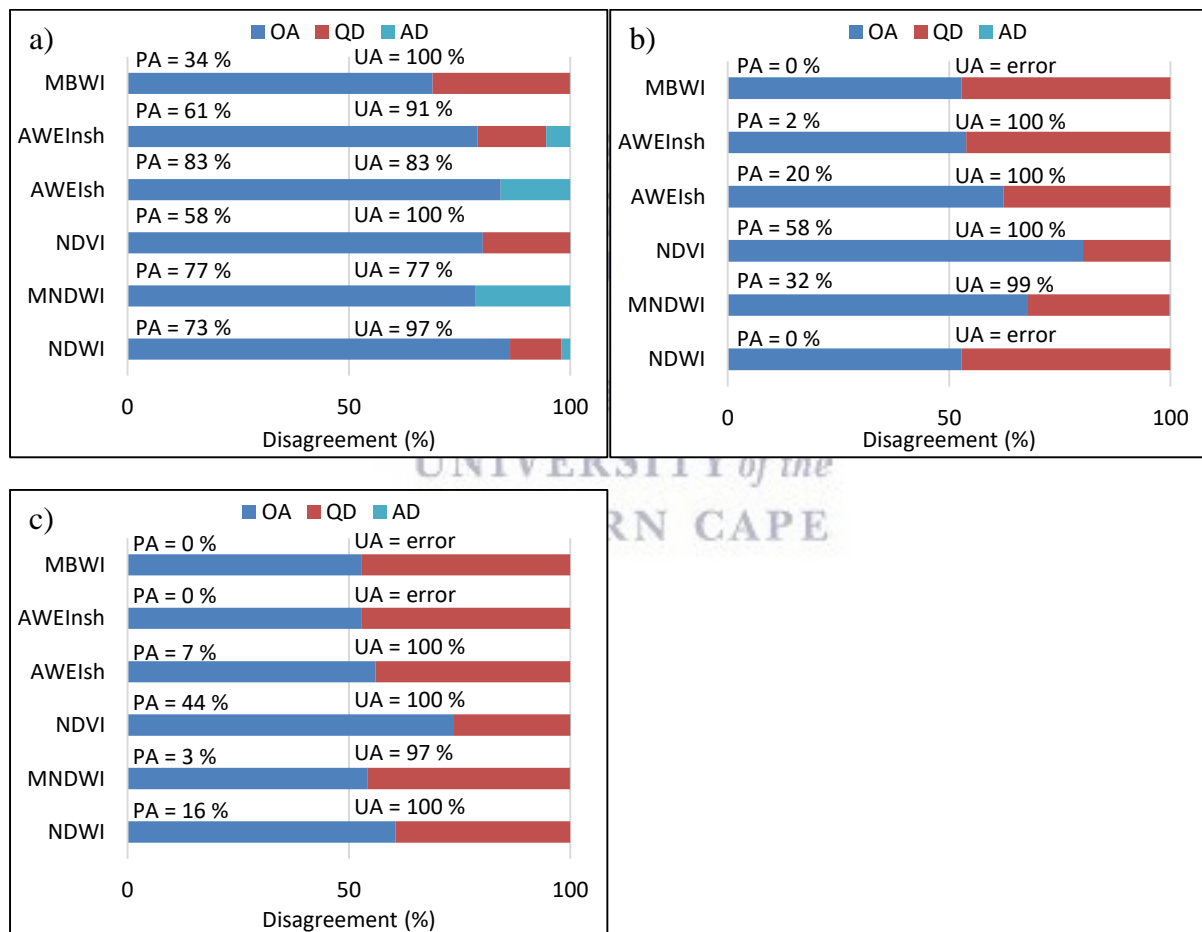 a)
OA QD AD
PA = 34 % UA = 100 %
MBWI
PA = 61 % UA = 91 %
AWEInsh
PA = 83 % UA = 83 %
AWEIsh
PA = 58 % UA = 100 %
NDVI
PA = 77 % UA = 77 %
MNDWI
PA = 73 % UA = 97 %
NDWI
0 50 100
Disagreement (%)
b)
OA QD AD
PA = 0 % UA = error
MBWI
PA = 2 % UA = 100 %
AWEInsh
PA = 20 % UA = 100 %
AWEIsh
PA = 58 % UA = 100 %
NDVI
PA = 32 % UA = 99 %
MNDWI
PA = 0 % UA = error
NDWI
0 50 100
Disagreement (%)
UNIVERSITY of the
RN CAPE
c)
OA QD AD
PA = 0 % UA = error
MBWI
PA = 0 % UA = error
AWEInsh
PA = 7 % UA = 100 %
AWEIsh
PA = 44 % UA = 100 %
NDVI
PA = 3 % UA = 97 %
MNDWI
PA = 16 % UA = 100 %
NDWI
0 50 100
Disagreement (%)